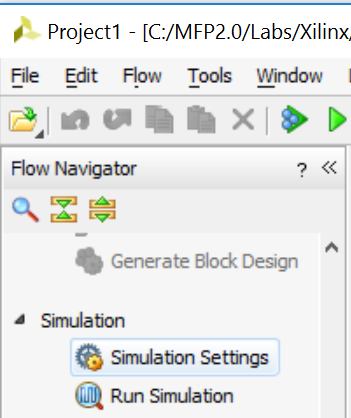 Project1 - [C:/MFP2.0/Labs/Xilinx/
File Edit Flow Tools Window
Flow Navigator ? «
Generate Block Design
Simulation
Simulation Settings
Run Simulation